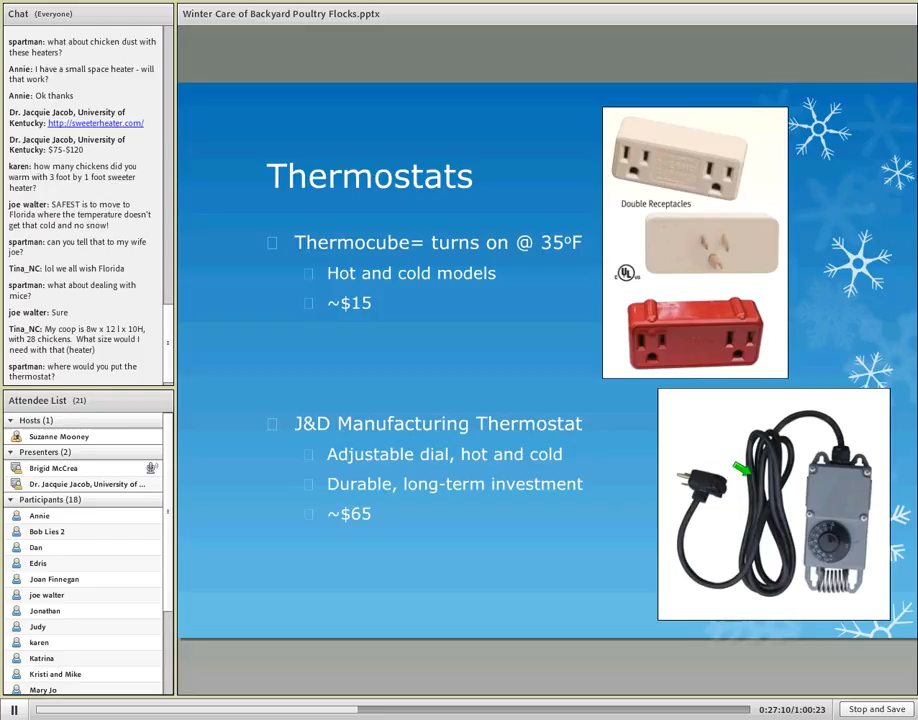 Chat (Everyone)
spartman: what about chicken dust with
these heaters?
Annie: I have a small space heater - will
that work?
Annie: Ok thanks
Dr. Jacquie Jacob, University of
Kentucky: http://sweeterheater.com/
Dr. Jacquie Jacob, University of
Kentucky: $75-$120
karen: how many chickens did you
warm with 3 foot by 1 foot sweeter
heater?
joe walter: SAFEST is to move to
Florida where the temperature doesn't
get that cold and no snow!
spartman: can you tell that to my wife
joe?
Tina_NC: lol we all wish Florida
spartman: what about dealing with
mice?
joe walter: Sure
Tina_NC: My coop is 8w x 12 l x 10H,
with 28 chickens. What size would I
need with that (heater)
spartman: where would you put the
thermostat?
Attendee List (21)
Hosts (1)
Suzanne Mooney
Presenters (2)
Brigid McCrea
Dr. Jacquie Jacob, University of ...
Participants (18)
Annie
Bob Lies 2
Dan
Edris
Joan Finnegan
joe walter
Jonathan
Judy
karen
Katrina
Kristi and Mike
Mary Jo
Winter Care of Backyard Poultry Flocks.pptx
Thermostats
Thermocube= turns on @ 35ºF
Hot and cold models
~$15
J&D Manufacturing Thermostat
Adjustable dial, hot and cold
Durable, long-term investment
~$65
Double Receptacles
UL
0:27:10/1:00:23
Stop and Save